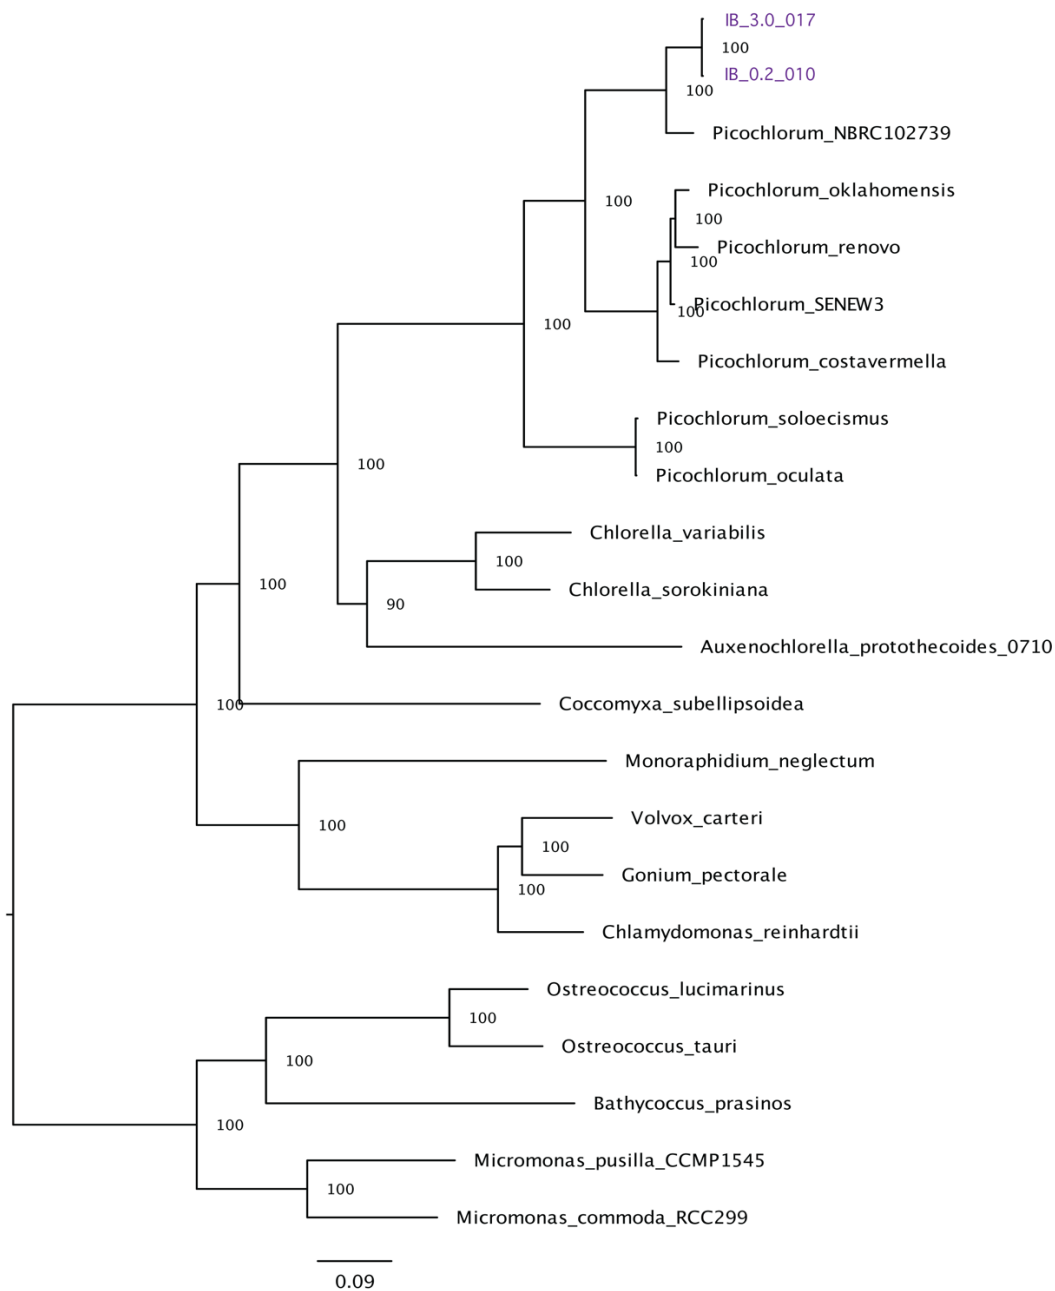 IB_3.0_017
100
IB_0.2_010
100
Picochlorum_NBRC102739
Picochlorum_oklahomensis
100
100
Picochlorum_renovo
100
Picochlorum_SENEW3
100
100
Picochlorum_costavermella
Picochlorum_soloecismus
100
100
Picochlorum_oculata
Chlorella_variabilis
100
Chlorella_sorokiniana
100
90
Auxenochlorella_protothecoides_0710
100
Coccomyxa_subellipsoidea
Monoraphidium_neglectum
Volvox_carteri
100
100
Gonium_pectorale
100
Chlamydomonas_reinhardtii
Ostreococcus_lucimarinus
100
Ostreococcus_tauri
100
Bathycoccus_prasinos
100
Micromonas_pusilla_CCMP1545
100
Micromonas_commoda_RCC299
0.09